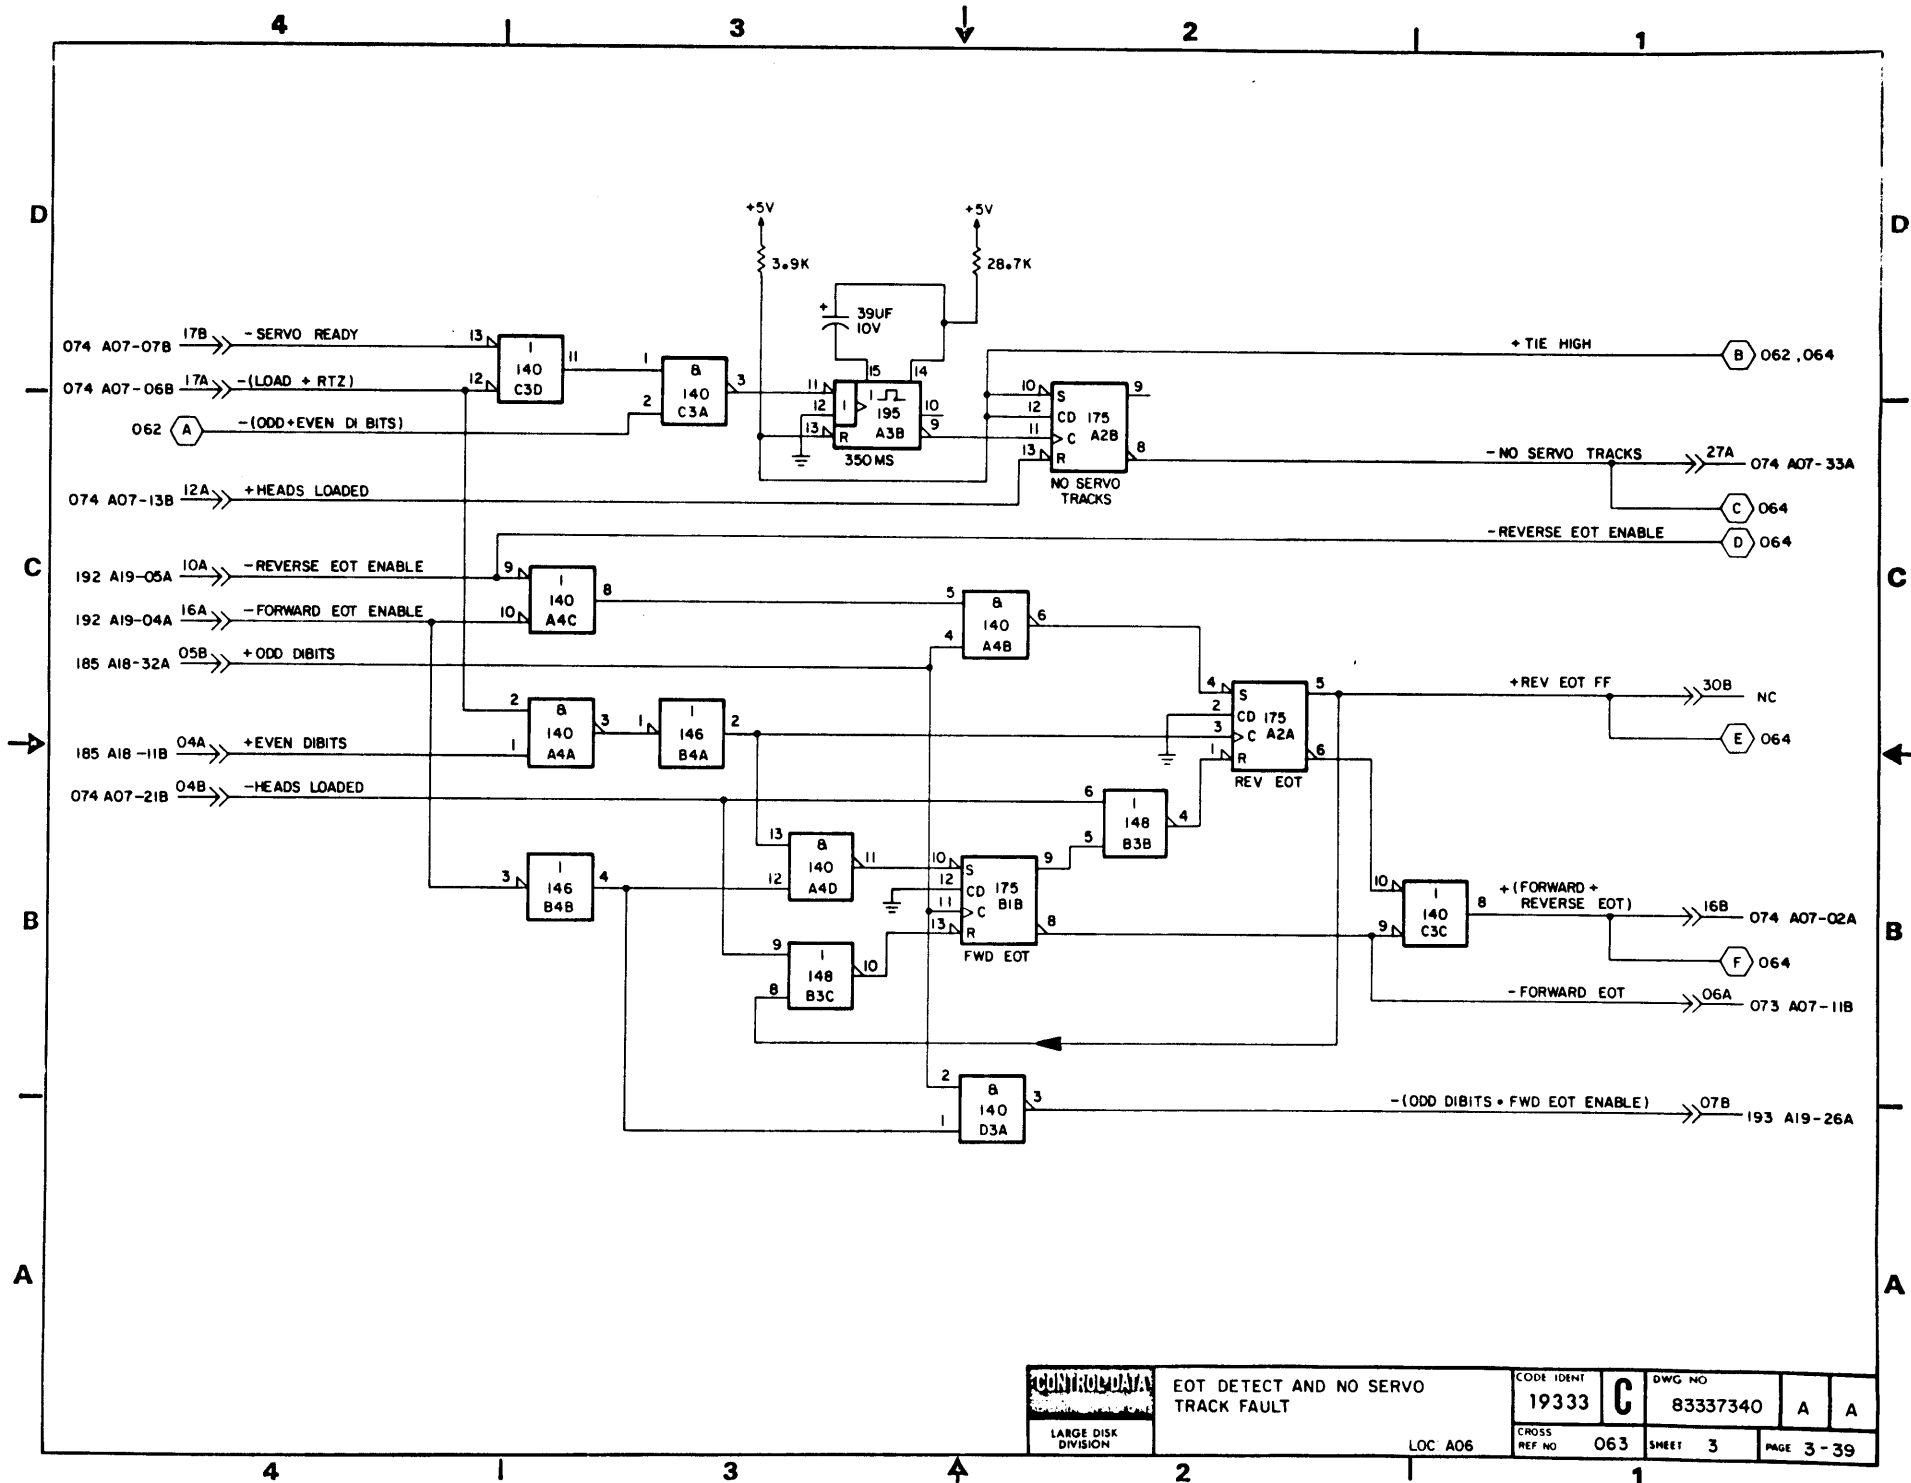 4 3 2 1
D D
+5V +5V
3.9K 28.7K
+ 39UF
10V
074 A07-07B 17B -SERVO READY 13
1
140
C3D
11
074 A07-06B 17A -(LOAD + RTZ) 12
1
&
140
C3A
3
2
062 A -(ODD+EVEN DI BITS)
15 14
11
12
13 R
1
1
195
A3B
10
9
350MS
+ TIE HIGH B 062,064
10 S
12 CD 175
11 C A2B
13 R
9
8
NO SERVO
TRACKS
-NO SERVO TRACKS 27A 074 A07-33A
C 064
074 A07-13B 12A +HEADS LOADED
-REVERSE EOT ENABLE D 064
C C
192 A19-05A 10A -REVERSE EOT ENABLE 9
1
140
A4C
8
192 A19-04A 16A -FORWARD EOT ENABLE 10
5
&
140
A4B
6
4
185 A18-32A 05B +ODD DIBITS
2
&
140
A4A
3
1
185 A18-11B 04A +EVEN DIBITS
1
1
146
B4A
2
4 S
2 CD 175
3 C A2A
1 R
5
6
REV EOT
+REV EOT FF 30B NC
E 064
074 A07-21B 04B -HEADS LOADED
6
1
148
B3B
4
5
13
&
140
A4D
11
12
3
1
146
B4B
4
10 S
12 CD 175
11 C B1B
13 R
9
8
FWD EOT
9
1
148
B3C
10
8
10
1
140
C3C
8
9
+(FORWARD +
REVERSE EOT) 16B 074 A07-02A
F 064
-FORWARD EOT 06A 073 A07-11B
B B
2
&
140
D3A
3
1
-(ODD DIBITS • FWD EOT ENABLE) 07B 193 A19-26A
A A
CONTROL DATA
LARGE DISK
DIVISION
EOT DETECT AND NO SERVO
TRACK FAULT
LOC A06
CODE IDENT
19333
C
DWG NO
83337340
A A
CROSS
REF NO 063
SHEET 3
PAGE 3-39
4 3 2 1